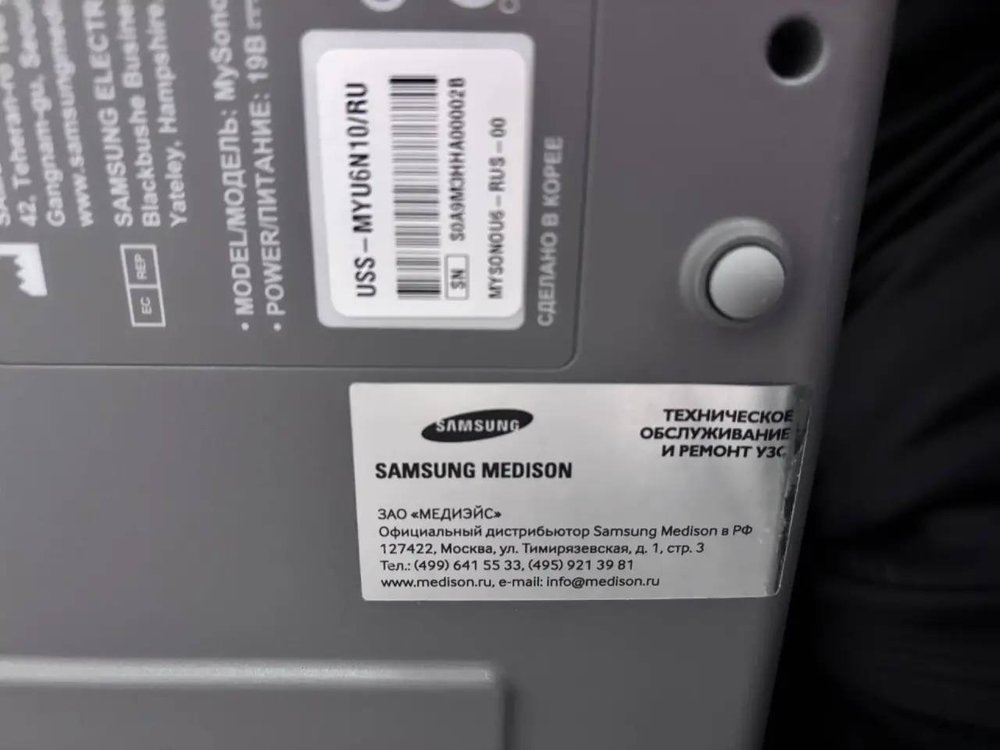 42, Teheran-ro
Gangnam-gu, Seou
www.samsungmedi
SAMSUNG ELECTR
Blackbushe Busine
Yateley, Hampshire
EC REP
• MODEL/МОДЕЛЬ: MySono
• POWER/ПИТАНИЕ: 19В
USS-MYU6N10/RU
SN S0A9M3HHA00002B
MYSONOU6-RUS-00
СДЕЛАНО В КОРЕЕ
SAMSUNG
SAMSUNG MEDISON
ТЕХНИЧЕСКОЕ
ОБСЛУЖИВАНИЕ
И РЕМОНТ УЗС
ЗАО «МЕДИЭЙС»
Официальный дистрибьютор Samsung Medison в РФ
127422, Москва, ул. Тимирязевская, д. 1, стр. 3
Тел.: (499) 641 55 33, (495) 921 39 81
www.medison.ru, e-mail: info@medison.ru